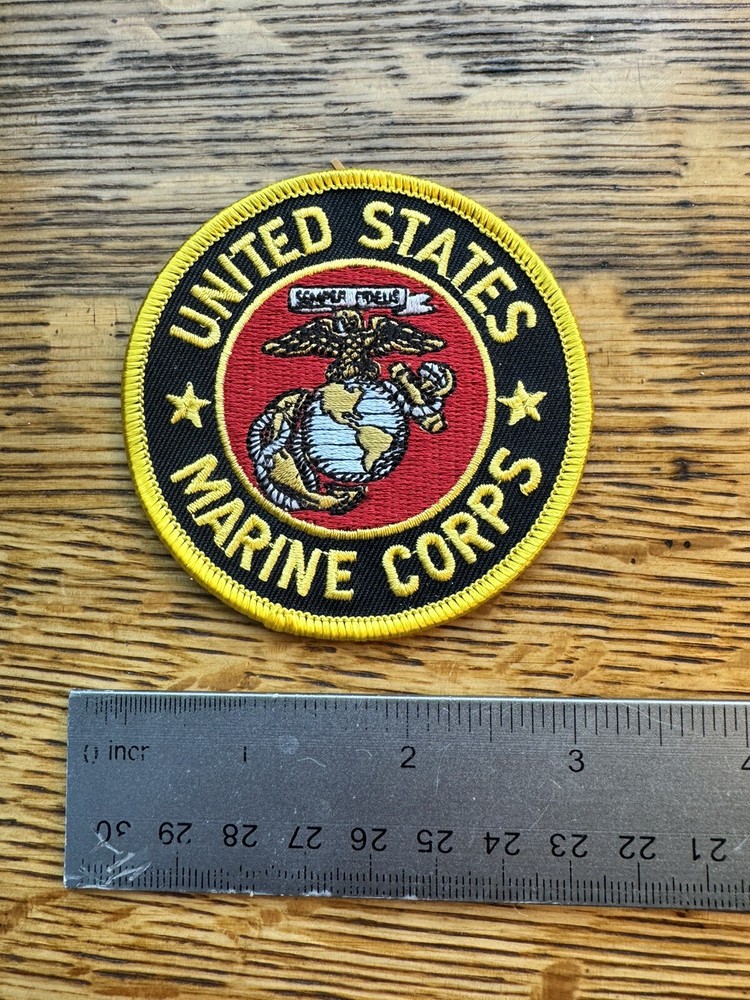 UNITED STATES
SEMPER FIDELIS
MARINE CORPS
0 inch 1 2 3 4
30 29 28 27 26 25 24 23 22 21